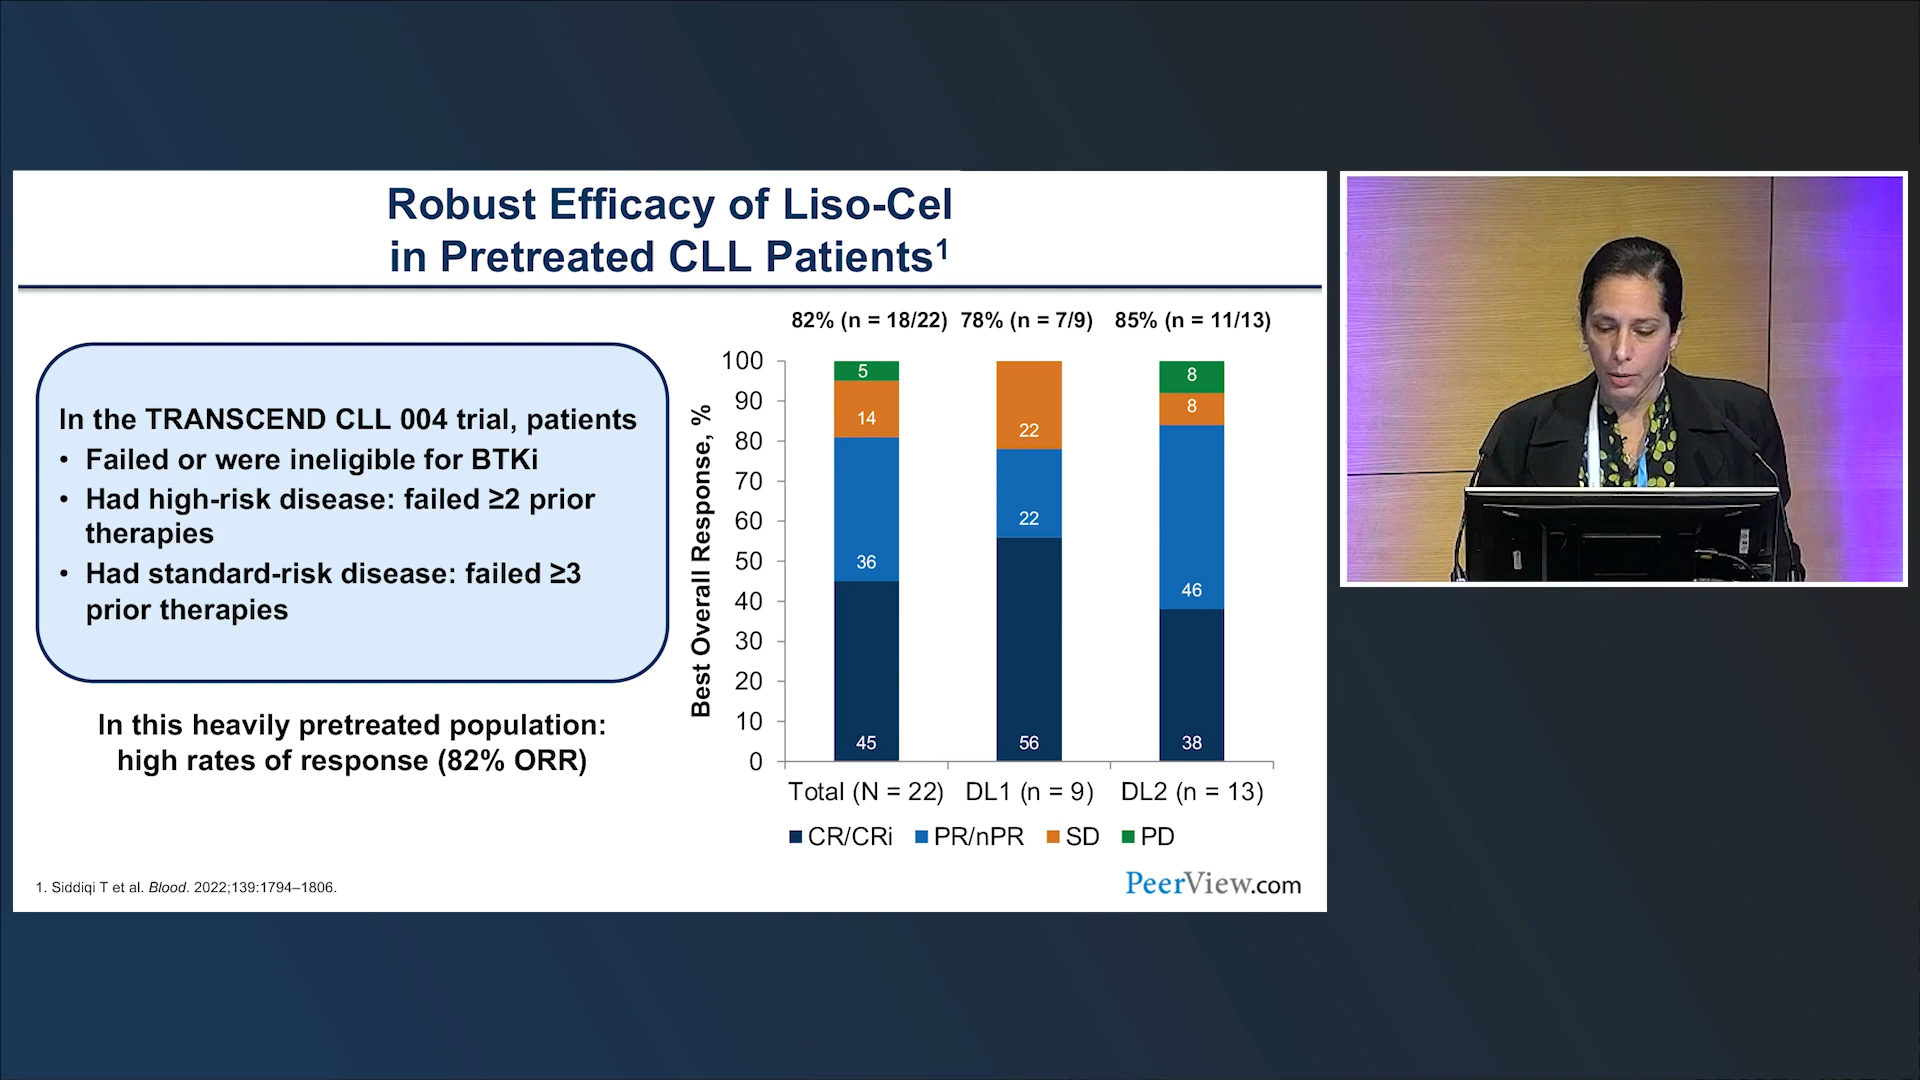 Robust Efficacy of Liso-Cel
in Pretreated CLL Patients1
In the TRANSCEND CLL 004 trial, patients
• Failed or were ineligible for BTKi
• Had high-risk disease: failed ≥2 prior
therapies
• Had standard-risk disease: failed ≥3
prior therapies
In this heavily pretreated population:
high rates of response (82% ORR)
82% (n = 18/22) 78% (n = 7/9) 85% (n = 11/13)
Best Overall Response, %
100
90
80
70
60
50
40
30
20
10
0
5
14
36
45
22
22
56
8
8
46
38
Total (N = 22) DL1 (n = 9) DL2 (n = 13)
CR/CRi PR/nPR SD PD
1. Siddiqi T et al. Blood. 2022;139:1794–1806.
PeerView.com